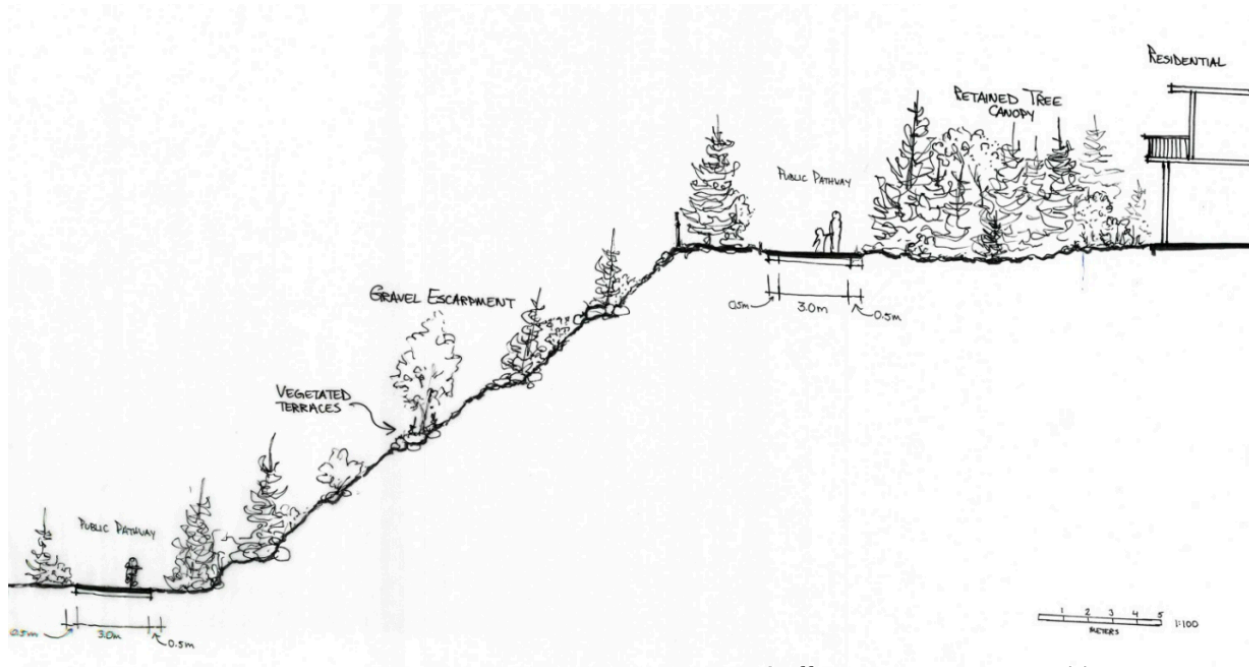 RESIDENTIAL
RETAINED TREE
CANOPY
PUBLIC PATHWAY
0.5m
3.0m
0.5m
GRAVEL ESCARPMENT
VEGETATED
TERRACES
PUBLIC PATHWAY
0.5m
3.0m
0.5m
1 2 3 4 5
METERS
1:100